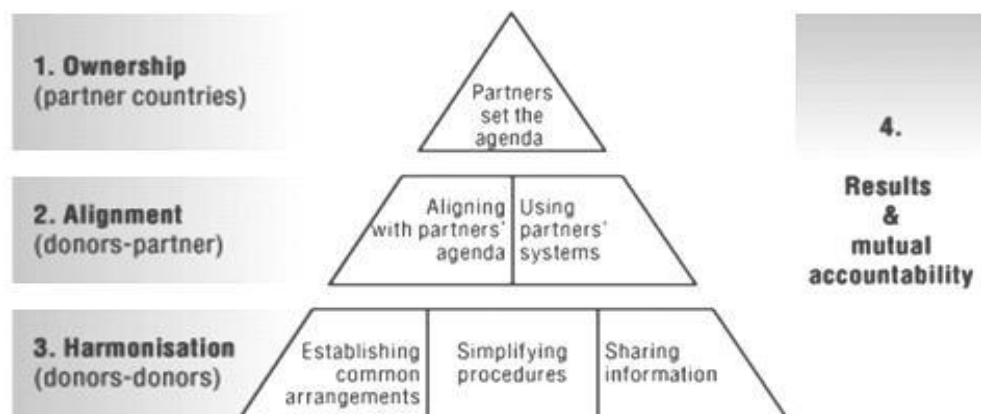 1. Ownership
(partner countries)
Partners
set the
agenda
2. Alignment
(donors-partner)
Aligning
with partners'
agenda
Using
partners'
systems
3. Harmonisation
(donors-donors)
Establishing
common
arrangements
Simplifying
procedures
Sharing
information
4.
Results
&
mutual
accountability